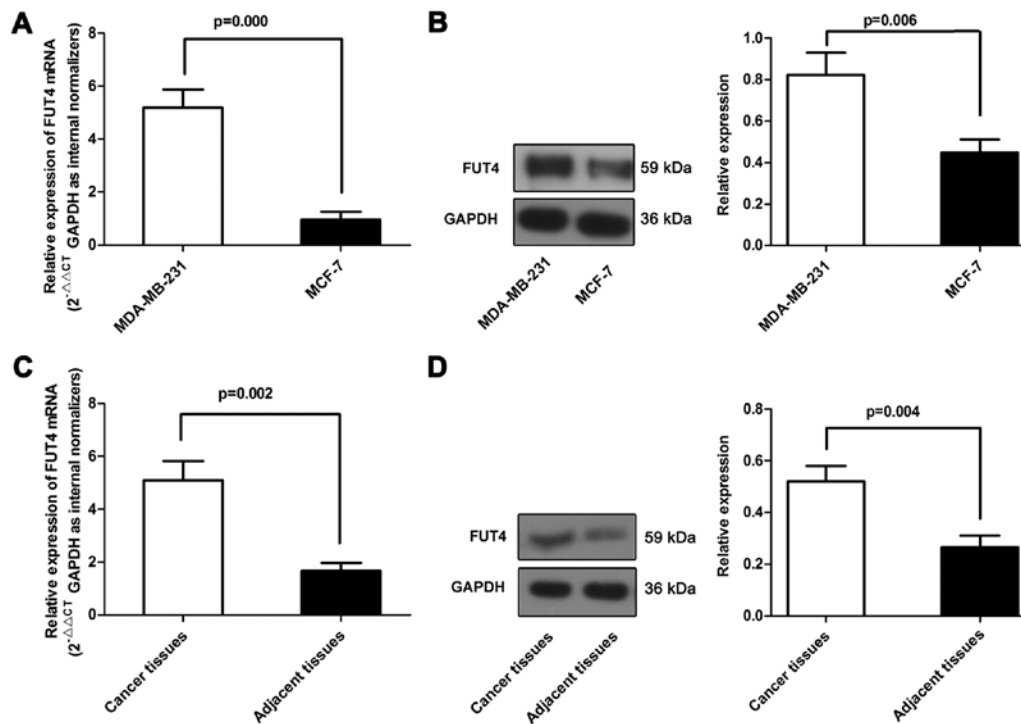 A
Relative expression of FUT4 mRNA
(2-△△CT GAPDH as internal normalizers)
8
6
4
2
0
p=0.000
MDA-MB-231
MCF-7
B
FUT4
59 kDa
GAPDH
36 kDa
MDA-MB-231
MCF-7
Relative expression
1.0
0.8
0.6
0.4
0.2
0.0
p=0.006
MDA-MB-231
MCF-7
C
Relative expression of FUT4 mRNA
(2-△△CT GAPDH as internal normalizers)
8
6
4
2
0
p=0.002
Cancer tissues
Adjacent tissues
D
FUT4
59 kDa
GAPDH
36 kDa
Cancer tissues
Adjacent tissues
Relative expression
0.8
0.6
0.4
0.2
0.0
p=0.004
Cancer tissues
Adjacent tissues